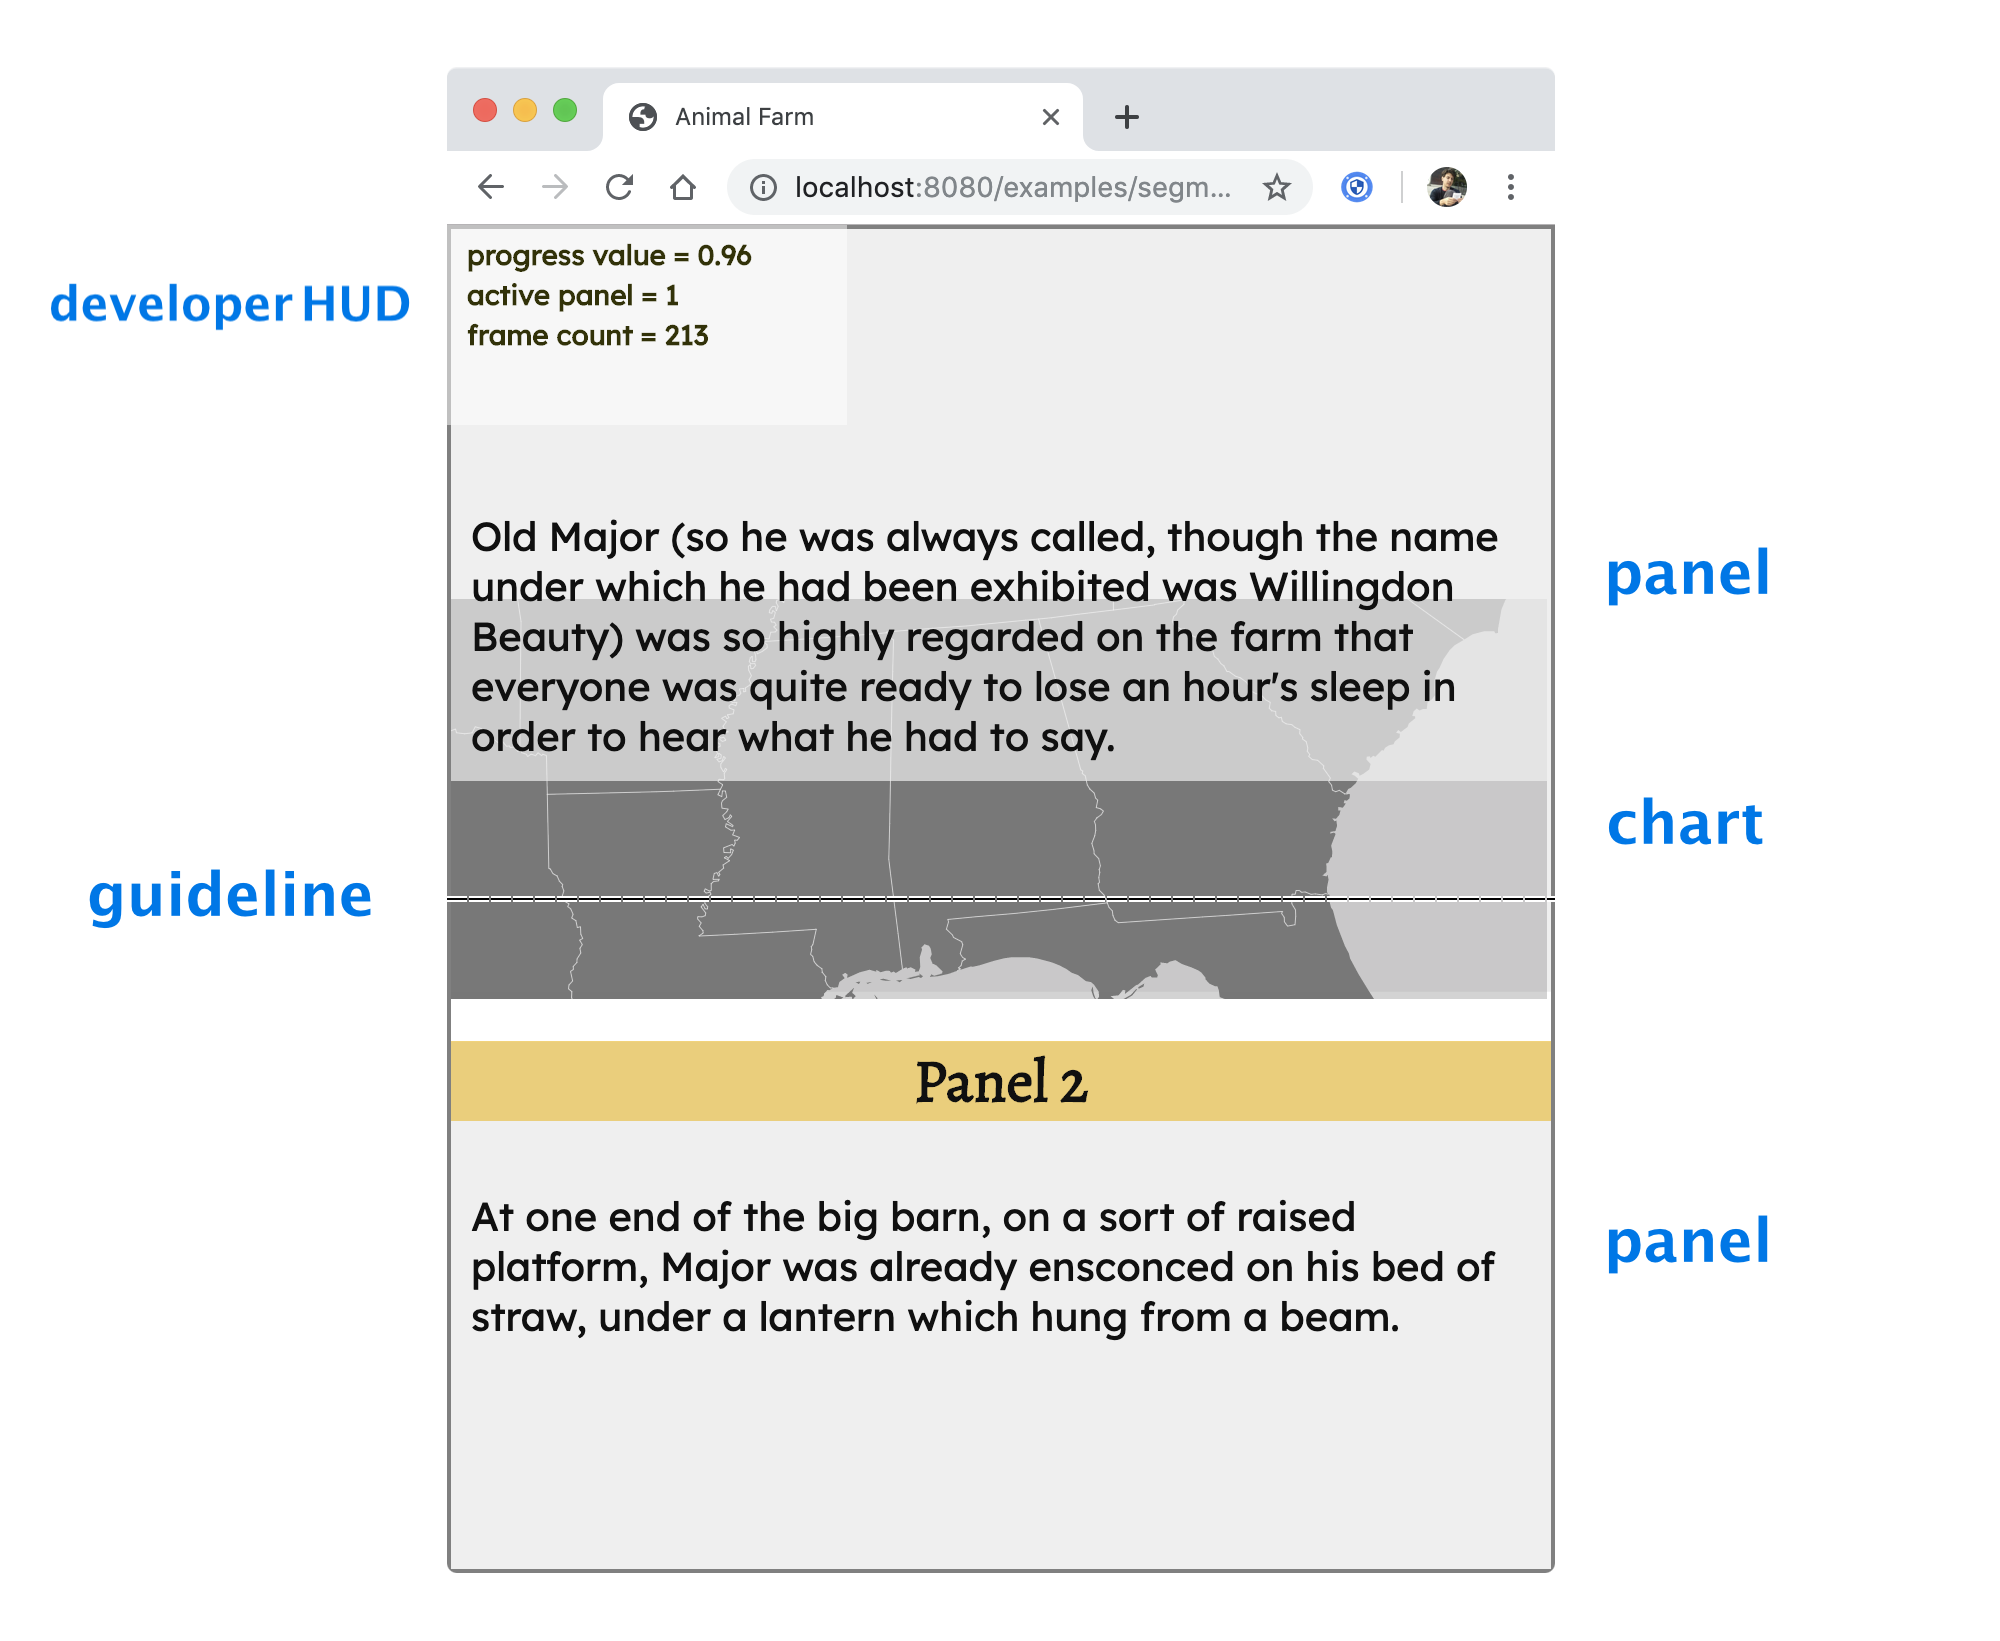 Animal Farm
localhost:8080/examples/segm...
progress value = 0.96
active panel = 1
frame count = 213
developer HUD
Old Major (so he was always called, though the name
under which he had been exhibited was Willingdon
Beauty) was so highly regarded on the farm that
everyone was quite ready to lose an hour's sleep in
order to hear what he had to say.
panel
chart
guideline
Panel 2
At one end of the big barn, on a sort of raised
platform, Major was already ensconced on his bed of
straw, under a lantern which hung from a beam.
panel